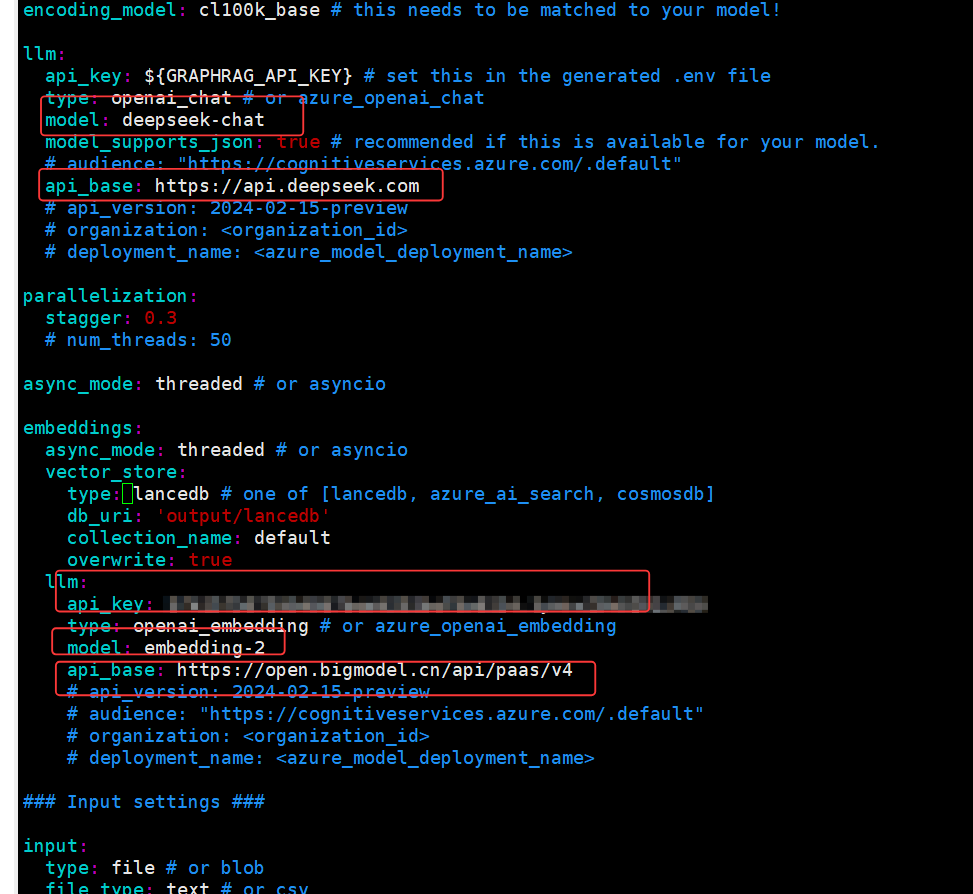 encoding_model: cl100k_base # this needs to be matched to your model!
llm:
api_key: ${GRAPHRAG_API_KEY} # set this in the generated .env file
type: openai_chat # or azure_openai_chat
model: deepseek-chat
model_supports_json: true # recommended if this is available for your model.
# audience: "https://cognitiveservices.azure.com/.default"
api_base: https://api.deepseek.com
# api_version: 2024-02-15-preview
# organization: <organization_id>
# deployment_name: <azure_model_deployment_name>
parallelization:
stagger: 0.3
# num_threads: 50
async_mode: threaded # or asyncio
embeddings:
async_mode: threaded # or asyncio
vector_store:
type: lancedb # one of [lancedb, azure_ai_search, cosmosdb]
db_uri: 'output/lancedb'
collection_name: default
overwrite: true
llm:
api_key:
type: openai_embedding # or azure_openai_embedding
model: embedding-2
api_base: https://open.bigmodel.cn/api/paas/v4
# api_version: 2024-02-15-preview
# audience: "https://cognitiveservices.azure.com/.default"
# organization: <organization_id>
# deployment_name: <azure_model_deployment_name>
### Input settings ###
input:
type: file # or blob
file_type: text # or csv